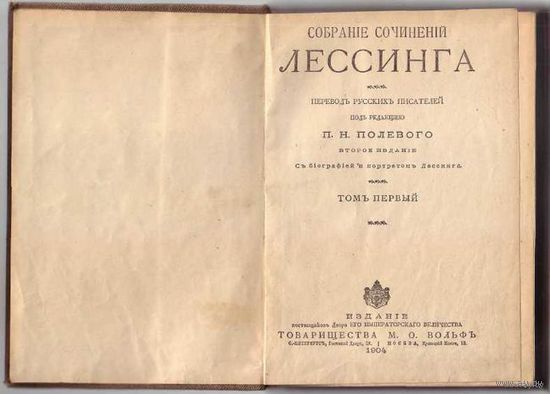 СОБРАНІЕ СОЧИНЕНІЙ
ЛЕССИНГА
ПЕРЕВОДЪ РУССКИХЪ ПИСАТЕЛЕЙ
ПОДЪ РЕДАКЦІЕЮ
П. Н. ПОЛЕВОГО
ВТОРОЕ ИЗДАНІЕ
Съ біографіей и портретомъ Лессинга.
ТОМЪ ПЕРВЫЙ
ИЗДАНІЕ
поставщиковъ Двора ЕГО ИМПЕРАТОРСКАГО ВЕЛИЧЕСТВА
ТОВАРИЩЕСТВА М. О. ВОЛЬФЪ
С.-ПЕТЕРБУРГЪ, Гостиный Дворъ, 18. | МОСКВА, Кузнецкій Мостъ, 12.
1904